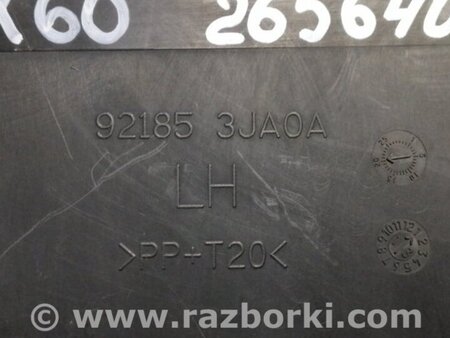 X60 265640
92185 3JA0A
LH
>PP+T20<
© www.razborki.com